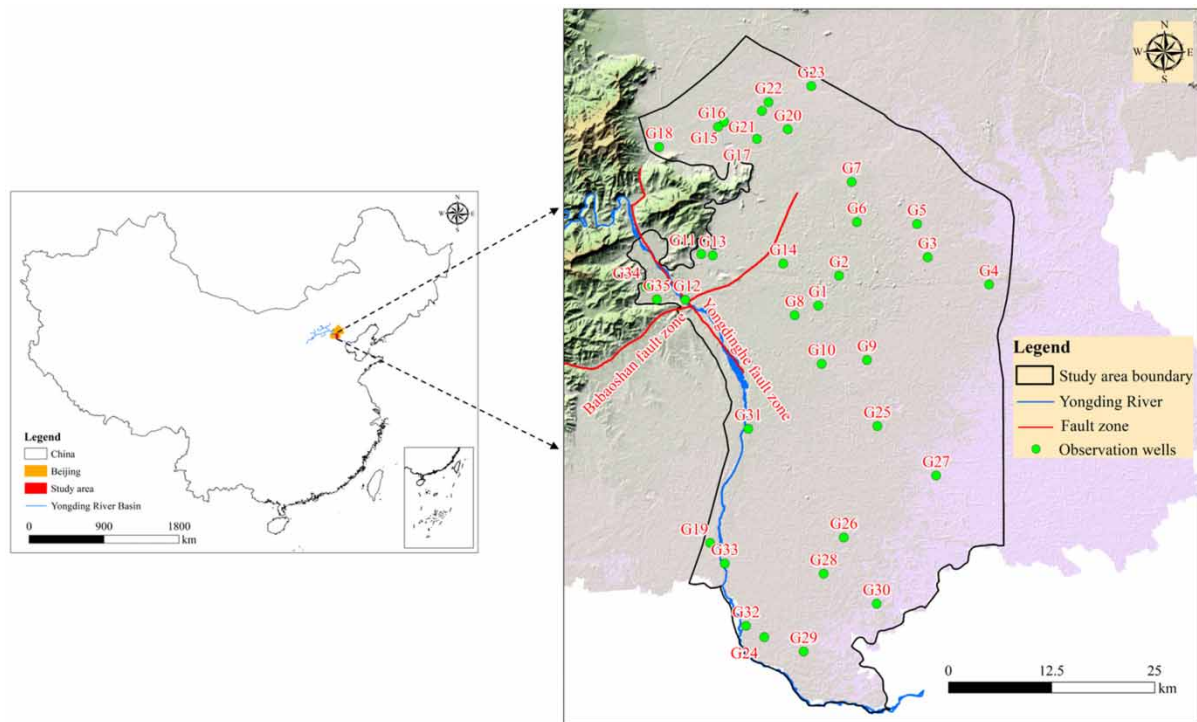 N
W E
S
Legend
China
Beijing
Study area
Yongding River Basin
0 900 1800
km
N
W E
S
G23
G22
G16
G20
G15
G21
G18
G17
G7
G6
G5
G11
G13
G3
G14
G2
G34
G4
G35
G12
G1
G8
Yongdinghe fault zone
Babaoshan fault zone
G9
G10
Legend
Study area boundary
Yongding River
Fault zone
Observation wells
G31
G25
G27
G26
G19
G33
G28
G30
G32
G24
G29
0 12.5 25
km